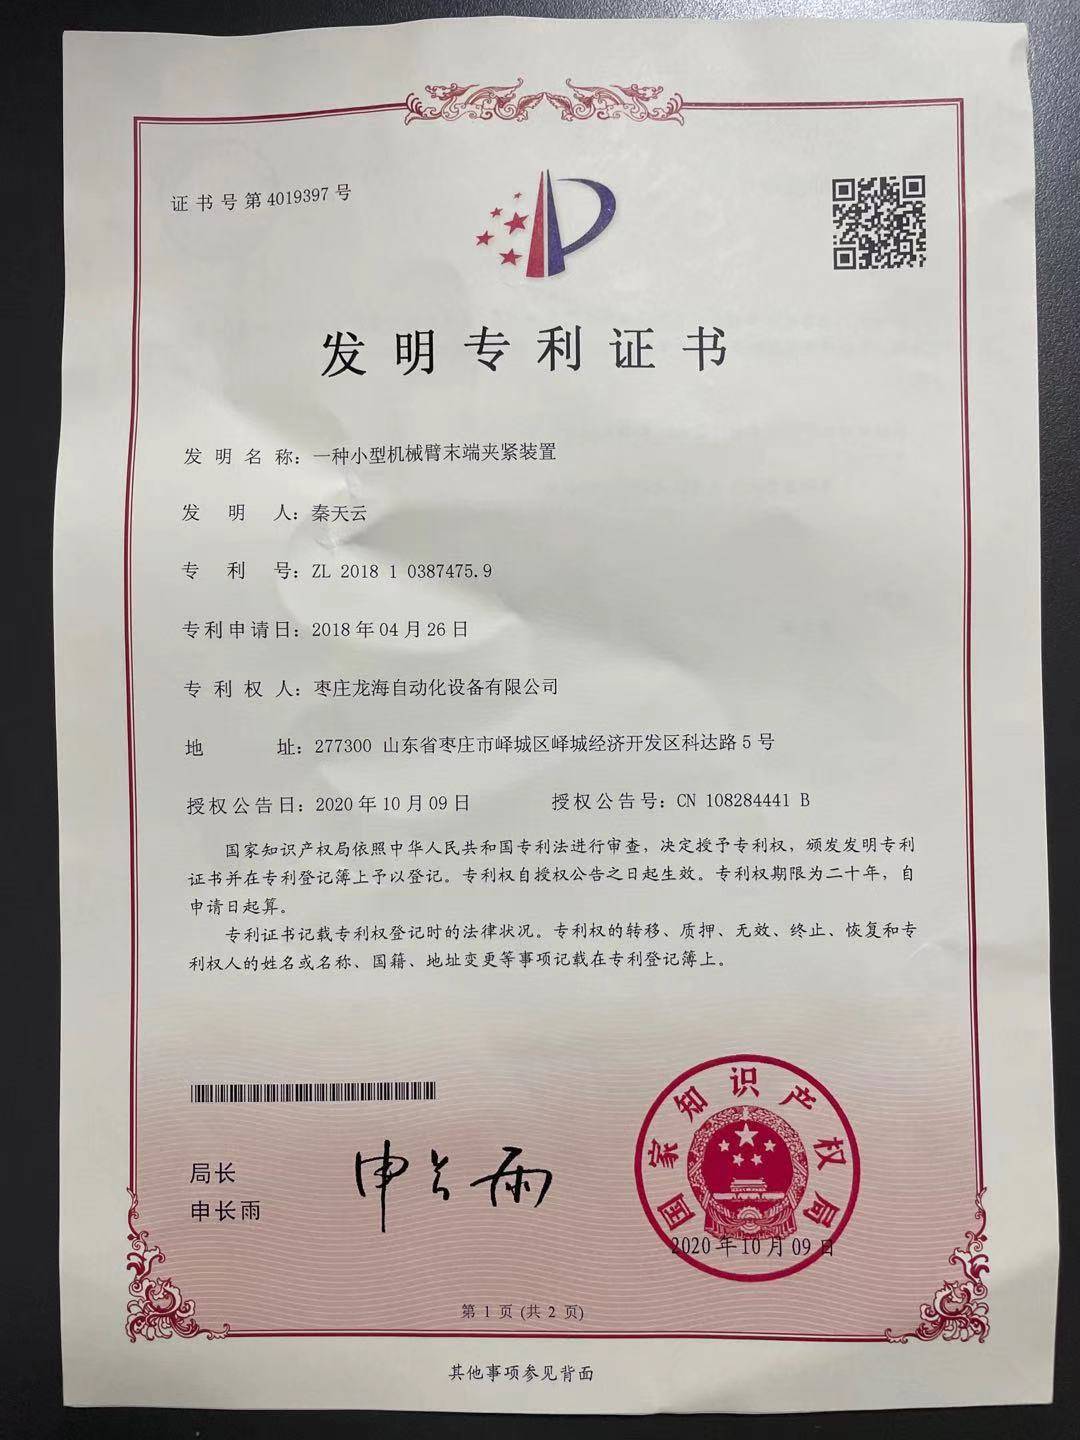 证书号第4019397号
发明专利证书
发明名称：一种小型机械臂末端夹紧装置
发明人：秦天云
专利号：ZL 2018 1 0387475.9
专利申请日：2018年04月26日
专利权人：枣庄龙海自动化设备有限公司
地址：277300 山东省枣庄市峄城区峄城经济开发区科达路5号
授权公告日：2020年10月09日 授权公告号：CN 108284441 B
国家知识产权局依照中华人民共和国专利法进行审查，决定授予专利权，颁发发明专利
证书并在专利登记簿上予以登记。专利权自授权公告之日起生效。专利权期限为二十年，自
申请日起算。
专利证书记载专利权登记时的法律状况。专利权的转移、质押、无效、终止、恢复和专
利权人的姓名或名称、国籍、地址变更等事项记载在专利登记簿上。
局长
申长雨
申长雨
国家知识产权局
2020年10月09日
第 1 页 (共 2 页)
其他事项参见背面